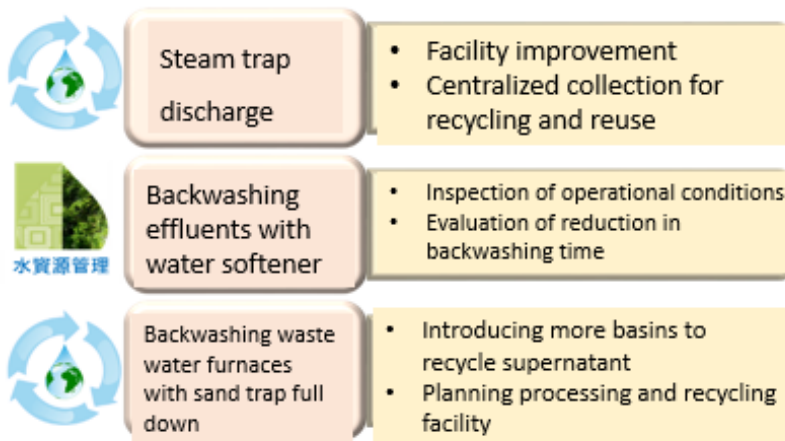 Steam trap
discharge
• Facility improvement
• Centralized collection for
recycling and reuse
水資源管理
Backwashing
effluents with
water softener
• Inspection of operational conditions
• Evaluation of reduction in
backwashing time
Backwashing waste
water furnaces
with sand trap full
down
• Introducing more basins to
recycle supernatant
• Planning processing and recycling
facility